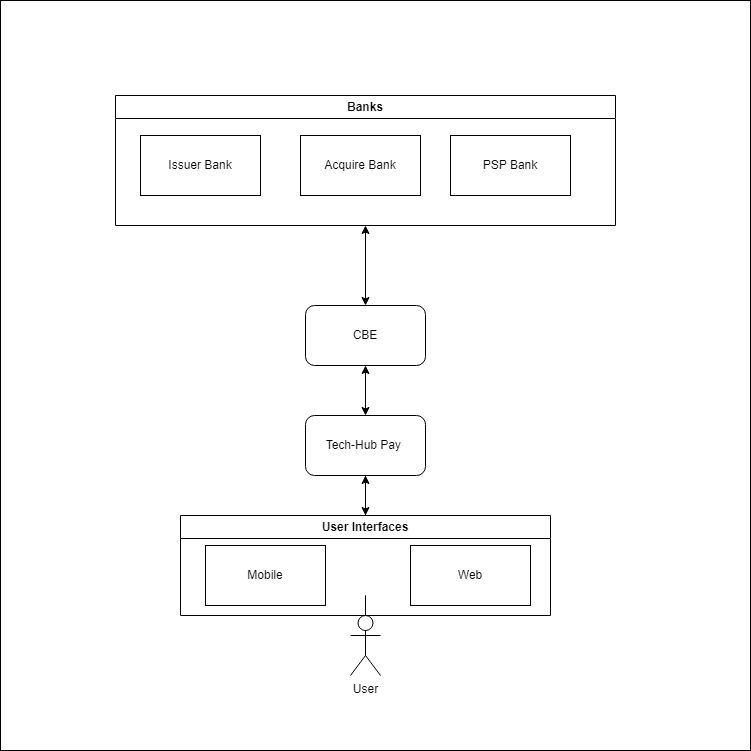 Banks
Issuer Bank
Acquire Bank
PSP Bank
CBE
Tech-Hub Pay
User Interfaces
Mobile
Web
User